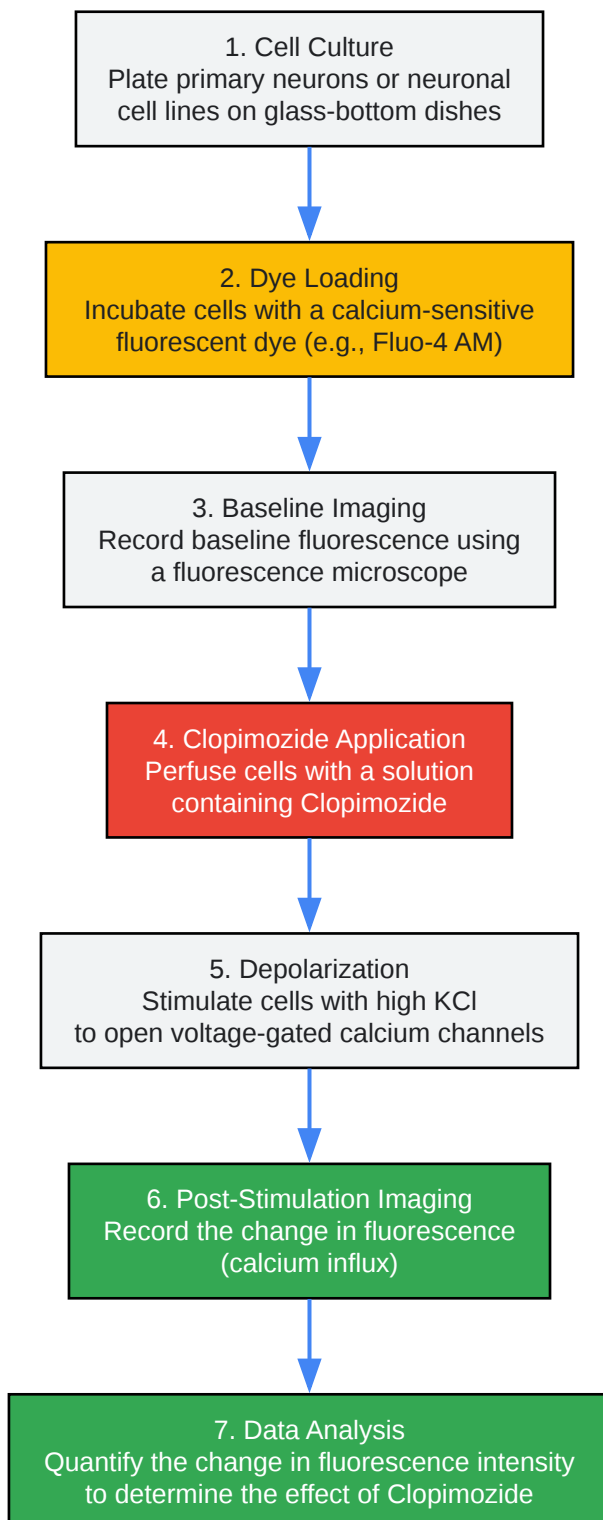 1. Cell Culture
Plate primary neurons or neuronal
cell lines on glass-bottom dishes
2. Dye Loading
Incubate cells with a calcium-sensitive
fluorescent dye (e.g., Fluo-4 AM)
3. Baseline Imaging
Record baseline fluorescence using
a fluorescence microscope
4. Clopimozide Application
Perfuse cells with a solution
containing Clopimozide
5. Depolarization
Stimulate cells with high KCl
to open voltage-gated calcium channels
6. Post-Stimulation Imaging
Record the change in fluorescence
(calcium influx)
7. Data Analysis
Quantify the change in fluorescence intensity
to determine the effect of Clopimozide